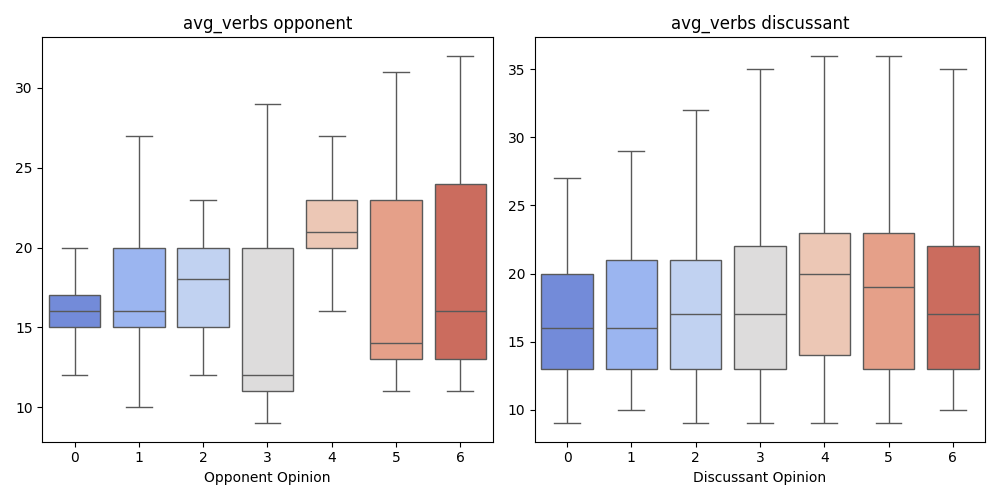 avg_verbs opponent
30
25
20
15
10
0 1 2 3 4 5 6
Opponent Opinion
avg_verbs discussant
35
30
25
20
15
10
0 1 2 3 4 5 6
Discussant Opinion